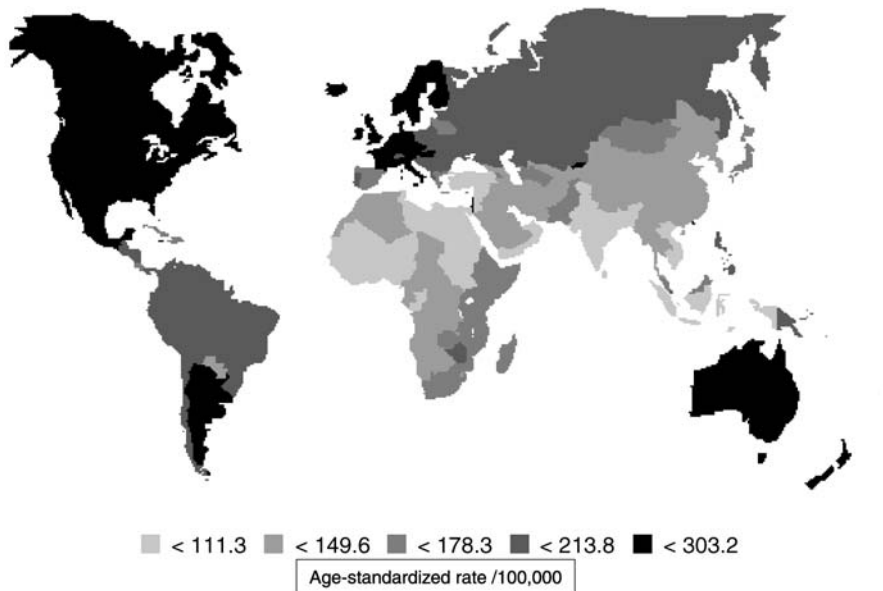 < 111.3 < 149.6 < 178.3 < 213.8 < 303.2
Age-standardized rate /100,000